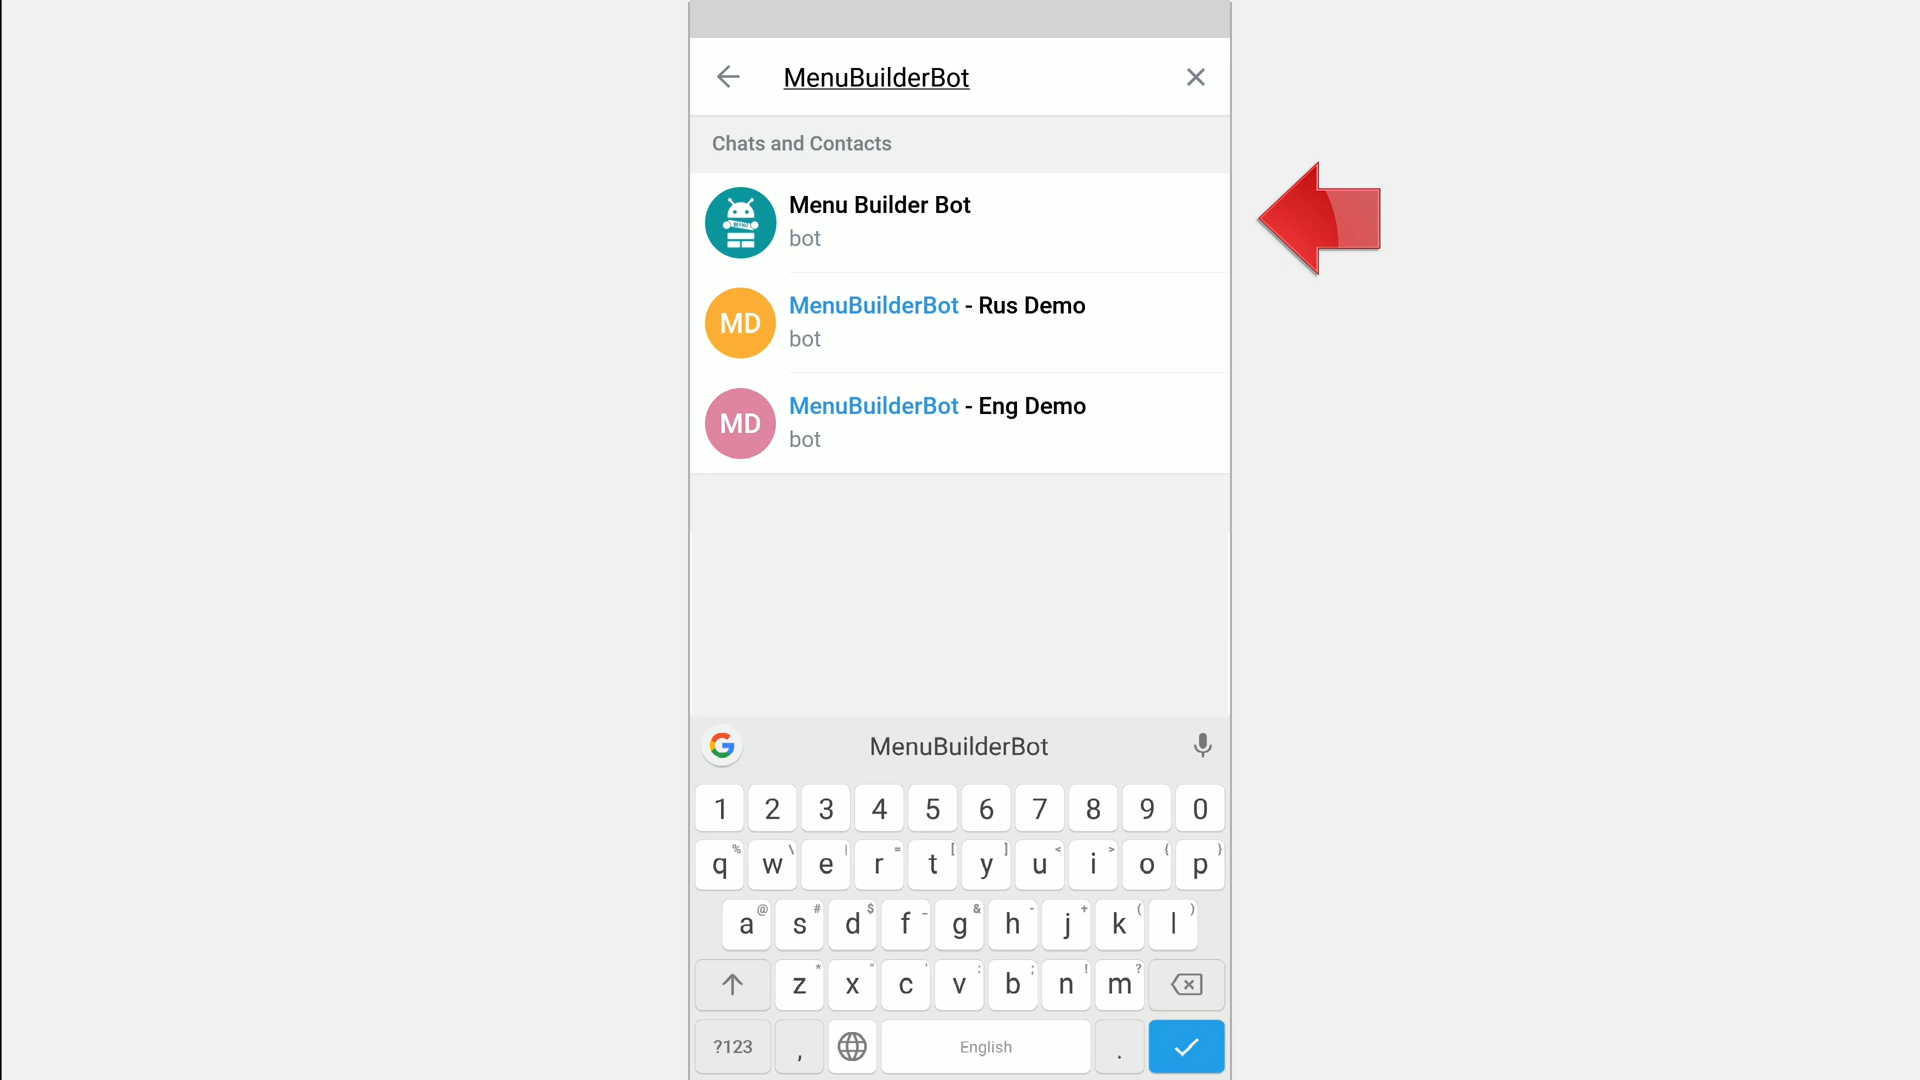 MenuBuilderBot
Chats and Contacts
Menu Builder Bot
bot
MD
MenuBuilderBot - Rus Demo
bot
MD
MenuBuilderBot - Eng Demo
bot
G
MenuBuilderBot
1 2 3 4 5 6 7 8 9 0
% \ | = [ ] < > { }
q w e r t y u i o p
@ # $ _ & - + ( )
a s d f g h j k l
* " ' : ; ! ?
z x c v b n m
?123 , English .